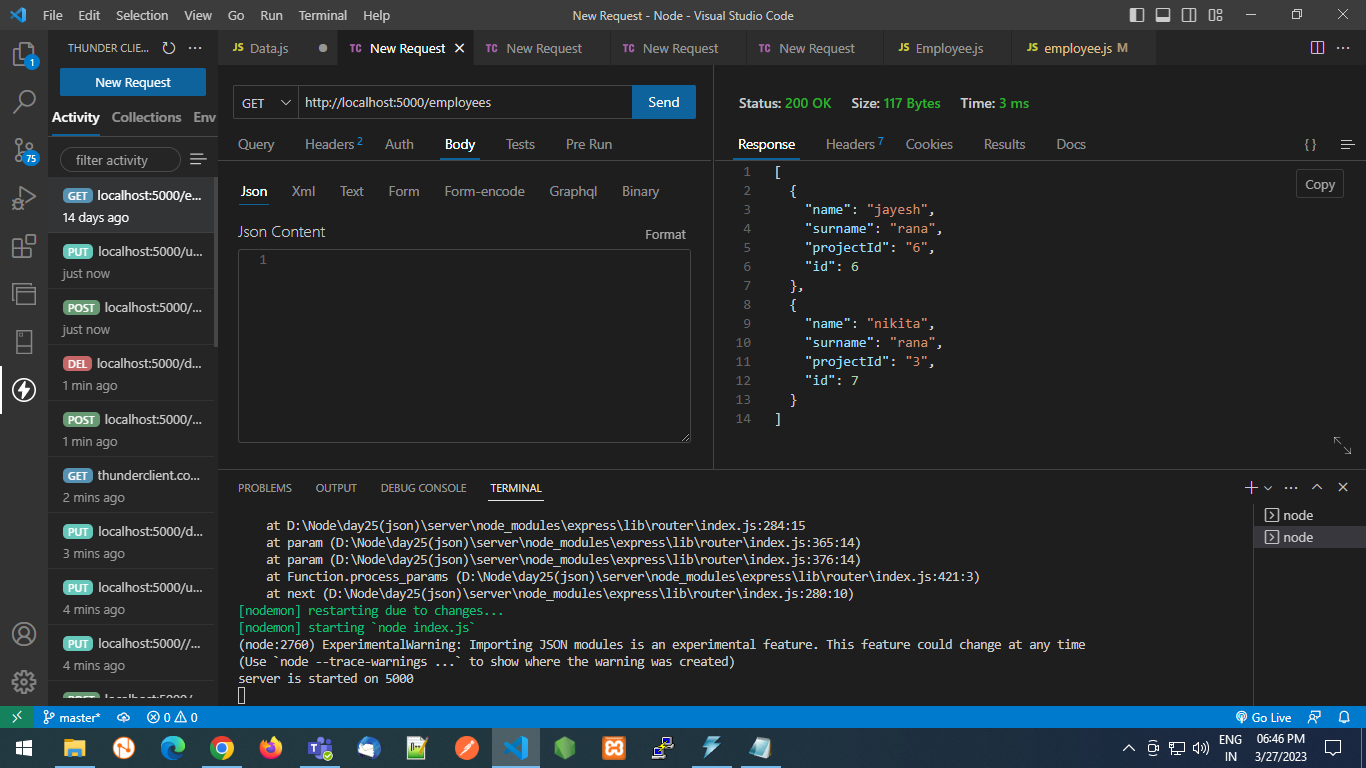 File Edit Selection View Go Run Terminal Help New Request - Node - Visual Studio Code
THUNDER CLIE... JS Data.js TC New Request TC New Request TC New Request TC New Request JS Employee.js JS employee.js M
1
New Request
GET http://localhost:5000/employees Send
Status: 200 OK Size: 117 Bytes Time: 3 ms
Activity Collections Env
Query Headers 2 Auth Body Tests Pre Run
Response Headers 7 Cookies Results Docs { }
75
filter activity
Json Xml Text Form Form-encode Graphql Binary
Json Content Format
1
Copy
1 [
2 {
3 "name": "jayesh",
4 "surname": "rana",
5 "projectId": "6",
6 "id": 6
7 },
8 {
9 "name": "nikita",
10 "surname": "rana",
11 "projectId": "3",
12 "id": 7
13 }
14 ]
GET localhost:5000/e...
14 days ago
PUT localhost:5000/u...
just now
POST localhost:5000/...
just now
DEL localhost:5000/d...
1 min ago
POST localhost:5000/...
1 min ago
GET thunderclient.co...
2 mins ago
PUT localhost:5000/d...
3 mins ago
PUT localhost:5000/u...
4 mins ago
PUT localhost:5000//...
4 mins ago
POST localhost:5000/
PROBLEMS OUTPUT DEBUG CONSOLE TERMINAL
at D:\Node\day25(json)\server\node_modules\express\lib\router\index.js:284:15
at param (D:\Node\day25(json)\server\node_modules\express\lib\router\index.js:365:14)
at param (D:\Node\day25(json)\server\node_modules\express\lib\router\index.js:376:14)
at Function.process_params (D:\Node\day25(json)\server\node_modules\express\lib\router\index.js:421:3)
at next (D:\Node\day25(json)\server\node_modules\express\lib\router\index.js:280:10)
[nodemon] restarting due to changes...
[nodemon] starting `node index.js`
(node:2760) ExperimentalWarning: Importing JSON modules is an experimental feature. This feature could change at any time
(Use `node --trace-warnings ...` to show where the warning was created)
server is started on 5000
node
node
master* 0 0 Go Live
ENG
IN
06:46 PM
3/27/2023